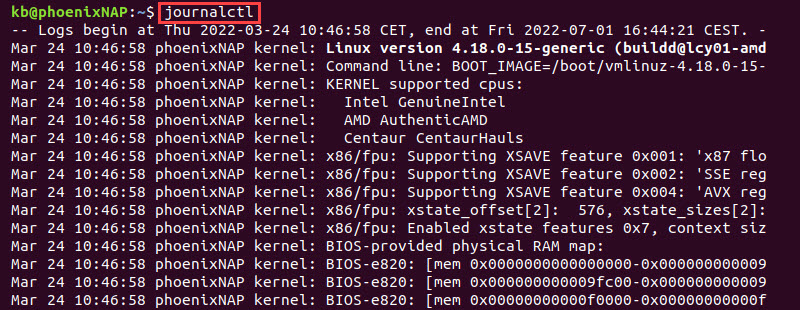 kb@phoenixNAP:~$ journalctl
-- Logs begin at Thu 2022-03-24 10:46:58 CET, end at Fri 2022-07-01 16:44:21 CEST. -
Mar 24 10:46:58 phoenixNAP kernel: Linux version 4.18.0-15-generic (buildd@lcy01-amd
Mar 24 10:46:58 phoenixNAP kernel: Command line: BOOT_IMAGE=/boot/vmlinuz-4.18.0-15-
Mar 24 10:46:58 phoenixNAP kernel: KERNEL supported cpus:
Mar 24 10:46:58 phoenixNAP kernel:   Intel GenuineIntel
Mar 24 10:46:58 phoenixNAP kernel:   AMD AuthenticAMD
Mar 24 10:46:58 phoenixNAP kernel:   Centaur CentaurHauls
Mar 24 10:46:58 phoenixNAP kernel: x86/fpu: Supporting XSAVE feature 0x001: 'x87 flo
Mar 24 10:46:58 phoenixNAP kernel: x86/fpu: Supporting XSAVE feature 0x002: 'SSE reg
Mar 24 10:46:58 phoenixNAP kernel: x86/fpu: Supporting XSAVE feature 0x004: 'AVX reg
Mar 24 10:46:58 phoenixNAP kernel: x86/fpu: xstate_offset[2]:  576, xstate_sizes[2]:
Mar 24 10:46:58 phoenixNAP kernel: x86/fpu: Enabled xstate features 0x7, context siz
Mar 24 10:46:58 phoenixNAP kernel: BIOS-provided physical RAM map:
Mar 24 10:46:58 phoenixNAP kernel: BIOS-e820: [mem 0x0000000000000000-0x000000000009
Mar 24 10:46:58 phoenixNAP kernel: BIOS-e820: [mem 0x000000000009fc00-0x000000000009
Mar 24 10:46:58 phoenixNAP kernel: BIOS-e820: [mem 0x00000000000f0000-0x00000000000f